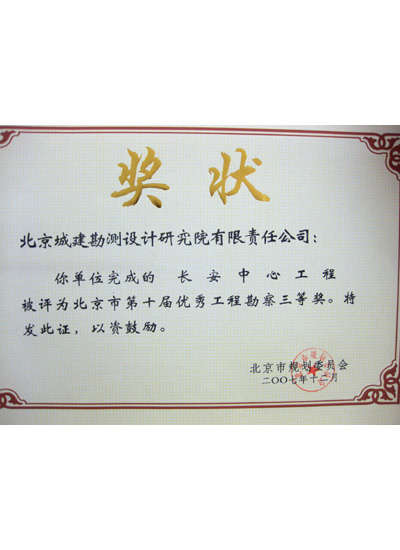 奖状
北京城建勘测设计研究院有限责任公司：
你单位完成的 长安中心工程
被评为北京市第十届优秀工程勘察三等奖。特
发此证，以资鼓励。
北京市规划委员会
二〇〇七年十二月